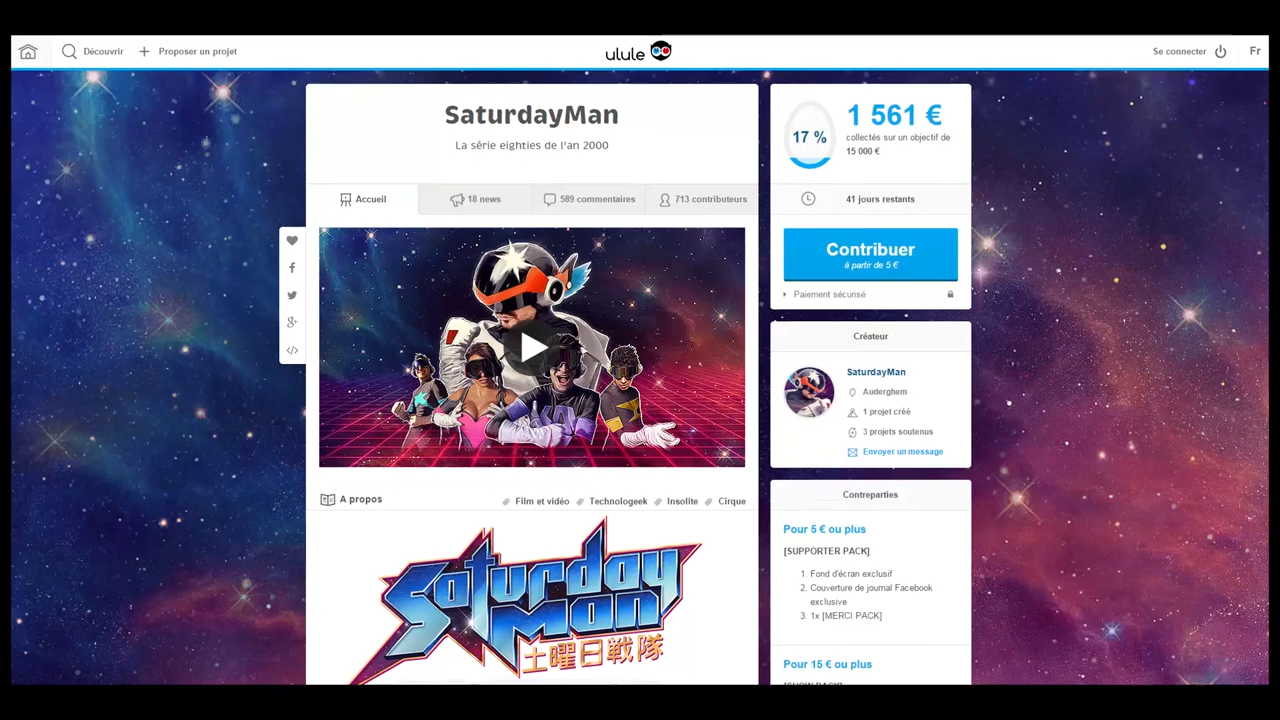 Découvrir
Proposer un projet
ulule
Se connecter
Fr
SaturdayMan
La série eighties de l'an 2000
Accueil
18 news
589 commentaires
713 contributeurs
A propos
Film et vidéo
Technologeek
Insolite
Cirque
Saturday
Man
土曜日戦隊
17 %
1 561 €
collectés sur un objectif de
15 000 €
41 jours restants
Contribuer
à partir de 5 €
Paiement sécurisé
Créateur
SaturdayMan
Auderghem
1 projet créé
3 projets soutenus
Envoyer un message
Contreparties
Pour 5 € ou plus
[SUPPORTER PACK]
1. Fond d'écran exclusif
2. Couverture de journal Facebook
exclusive
3. 1x [MERCI PACK]
Pour 15 € ou plus